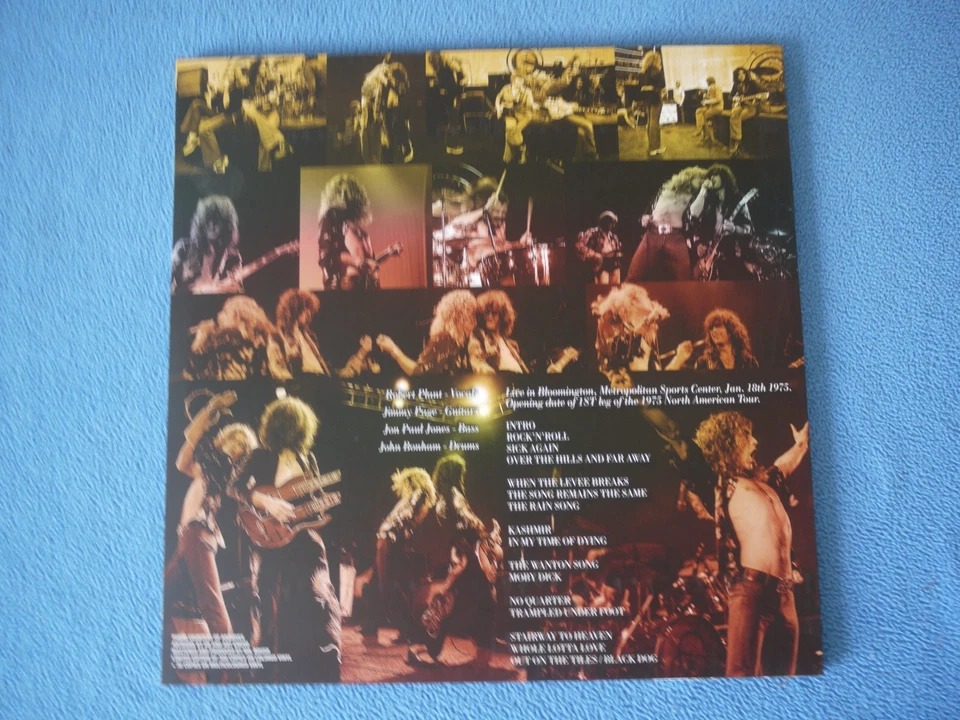 Robert Plant - Vocals
Jimmy Page - Guitars
Jon Paul Jones - Bass
John Bonham - Drums
Live in Bloomington, Metropolitan Sports Center, Jan, 18th 1975.
Opening date of 1ST leg of the 1975 North American Tour.
INTRO
ROCK'N'ROLL
SICK AGAIN
OVER THE HILLS AND FAR AWAY
WHEN THE LEVEE BREAKS
THE SONG REMAINS THE SAME
THE RAIN SONG
KASHMIR
IN MY TIME OF DYING
THE WANTON SONG
MOBY DICK
NO QUARTER
TRAMPLED UNDER FOOT
STAIRWAY TO HEAVEN
WHOLE LOTTA LOVE
OUT ON THE TILES / BLACK DOG